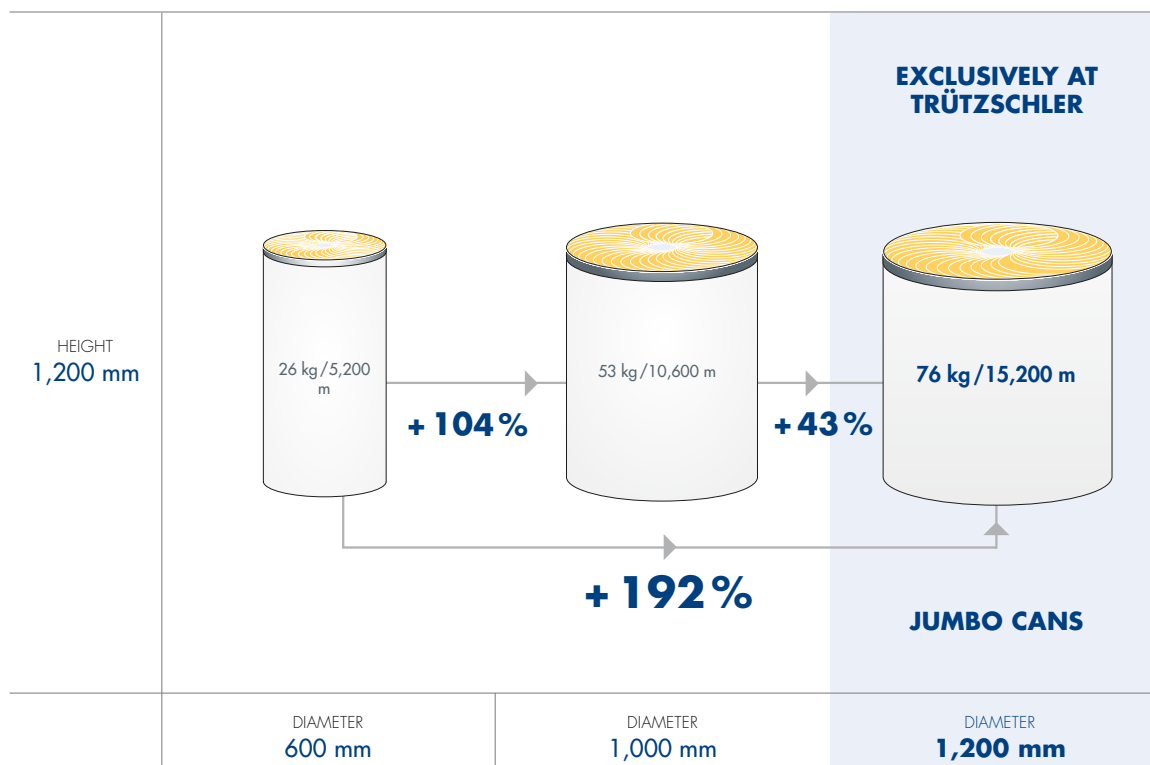 EXCLUSIVELY AT
TRÜTZSCHLER
HEIGHT
1,200 mm
26 kg/5,200
m
53 kg/10,600 m
76 kg/15,200 m
+ 104 %
+ 43 %
+ 192 %
JUMBO CANS
DIAMETER
600 mm
DIAMETER
1,000 mm
DIAMETER
1,200 mm